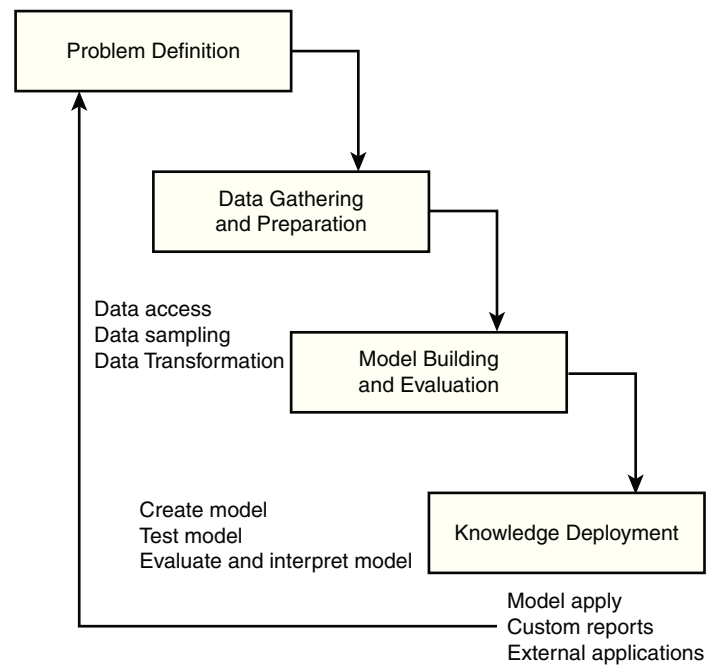 Problem Definition
Data Gathering
and Preparation
Data access
Data sampling
Data Transformation
Model Building
and Evaluation
Create model
Test model
Evaluate and interpret model
Knowledge Deployment
Model apply
Custom reports
External applications